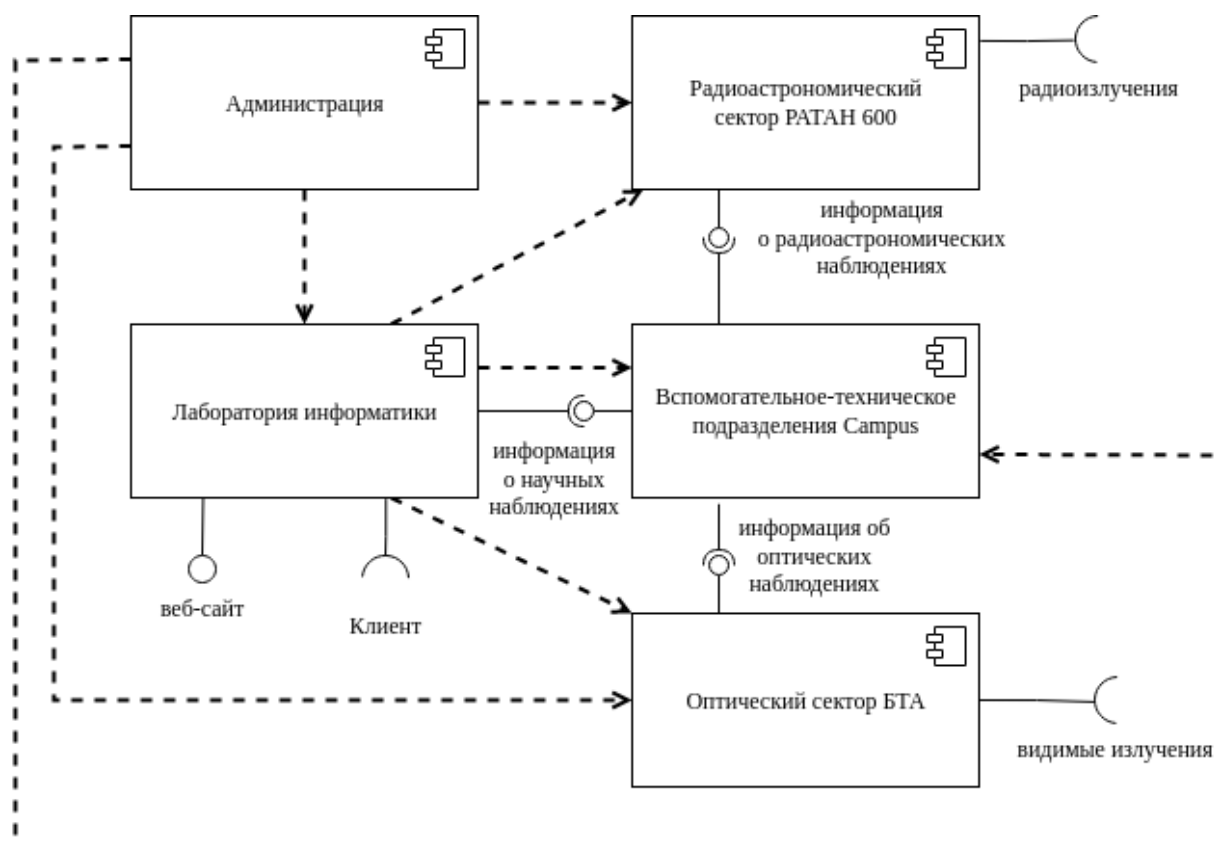 Администрация
Радиоастрономический
сектор РАТАН 600
радиоизлучения
информация
о радиоастрономических
наблюдениях
Лаборатория информатики
Вспомогательное-техническое
подразделения Campus
информация
о научных
наблюдениях
информация об
оптических
наблюдениях
веб-сайт
Клиент
Оптический сектор БТА
видимые излучения